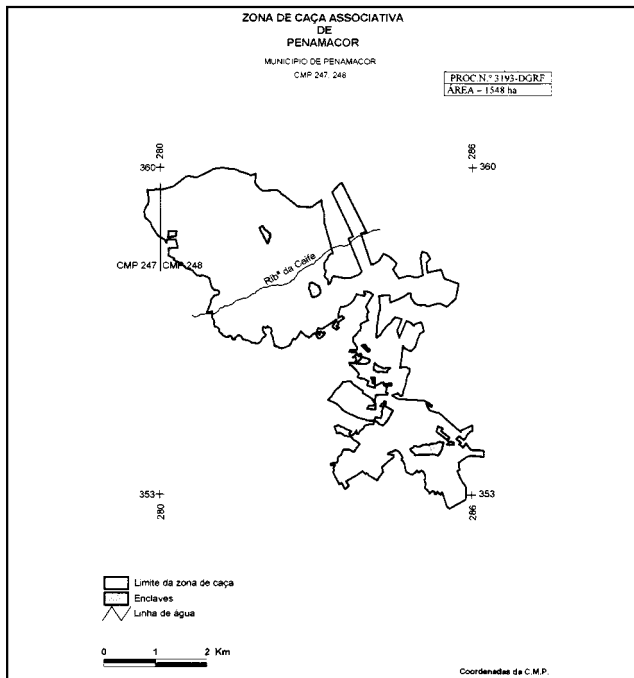 ZONA DE CAÇA ASSOCIATIVA
DE
PENAMACOR
MUNICIPIO DE PENAMACOR
CMP 247, 248
PROC.N.º 3193-DGRF
ÁREA – 1548 ha
280
286
360
360
CMP 247
CMP 248
Ribª da Ceife
353
353
280
286
Limite da zona de caça
Enclaves
Linha de água
0 1 2 Km
Coordenadas da C.M.P.